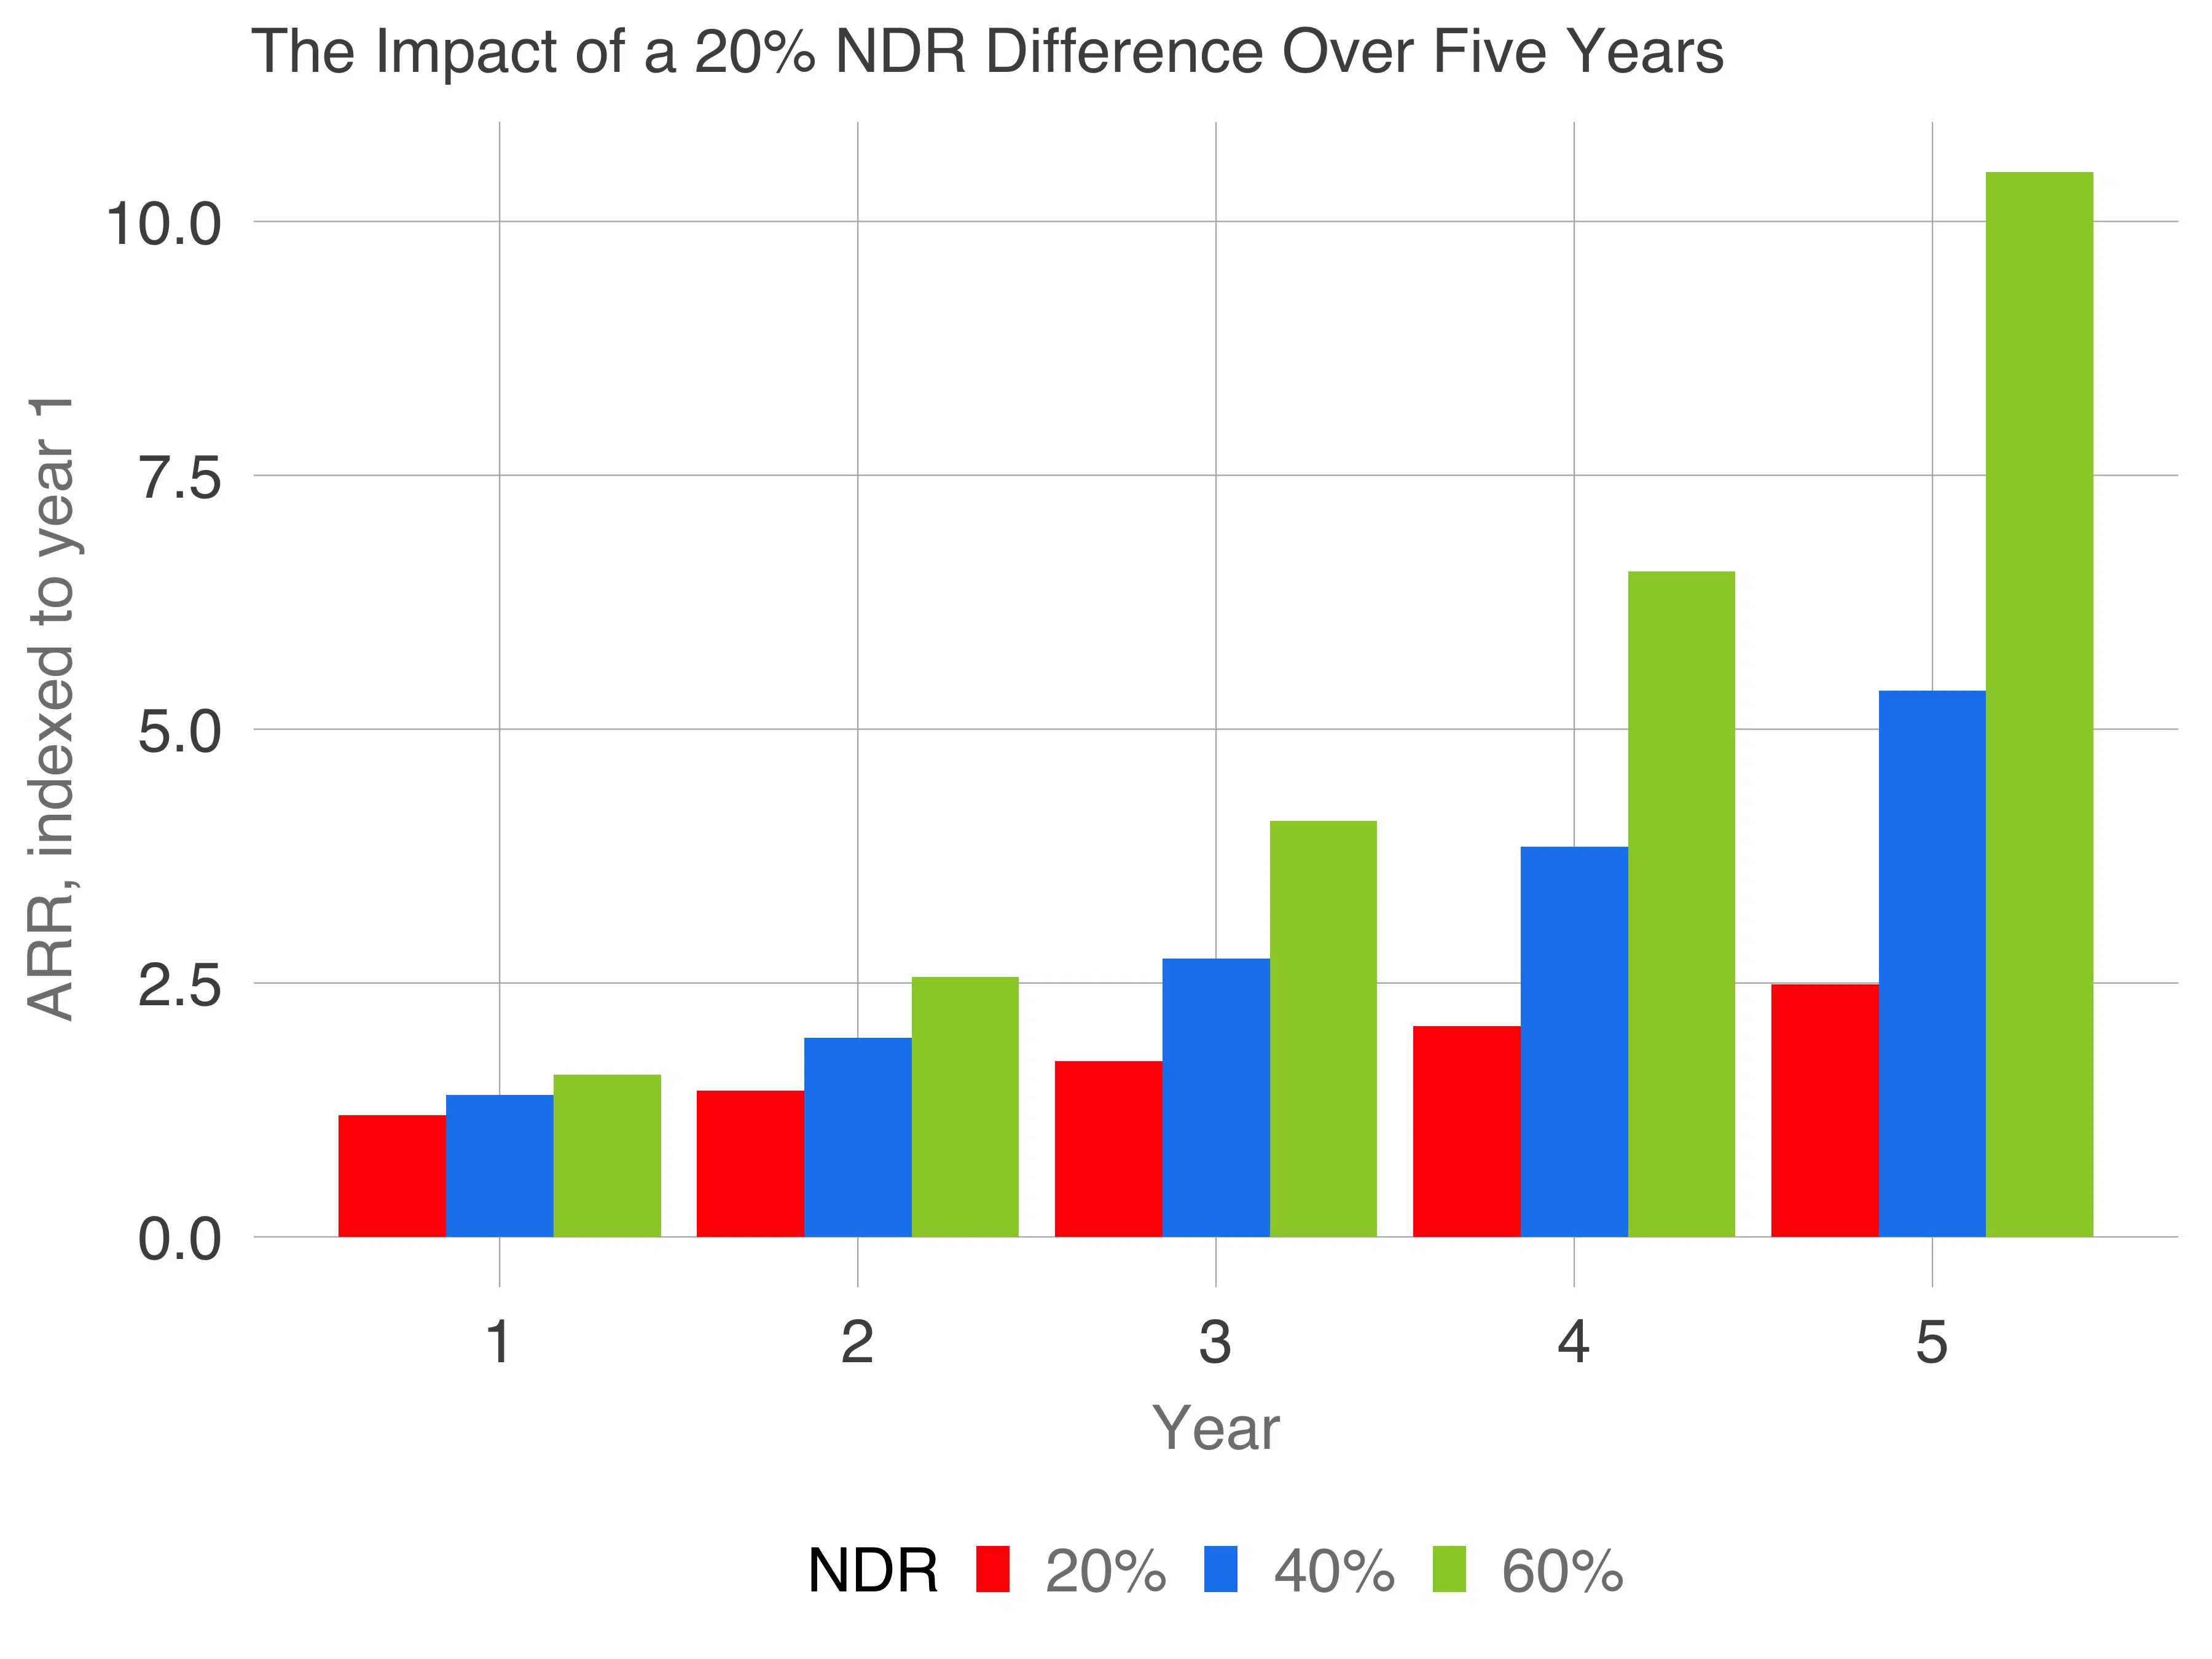 The Impact of a 20% NDR Difference Over Five Years
ARR, indexed to year 1
10.0
7.5
5.0
2.5
0.0
1 2 3 4 5
Year
NDR 20% 40% 60%